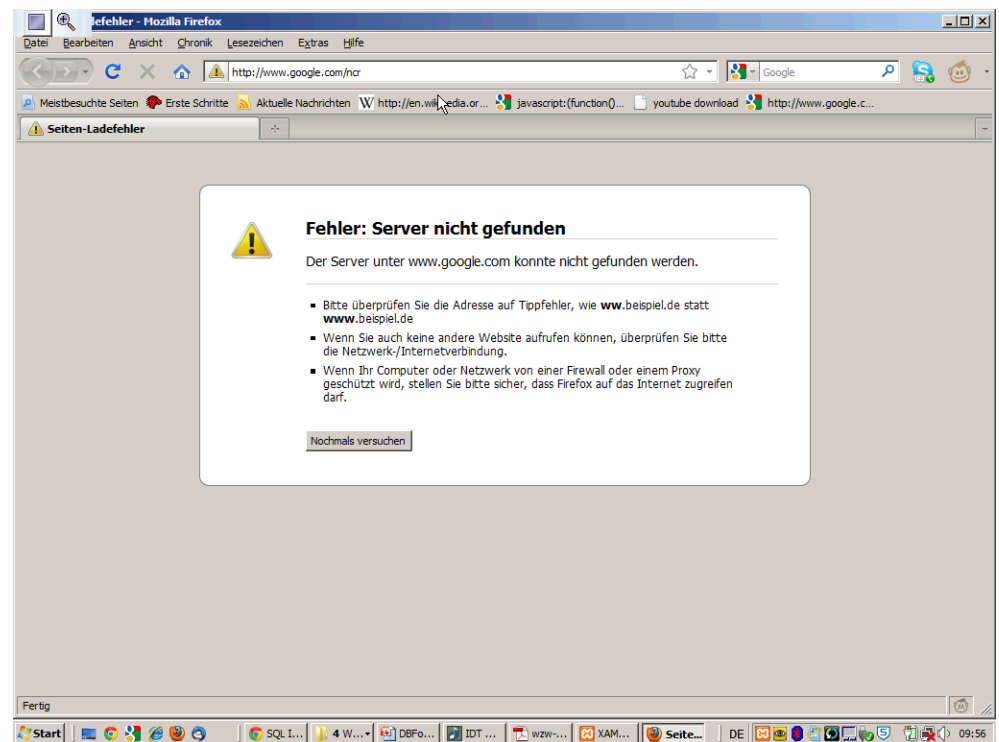 lefehler - Mozilla Firefox
Datei Bearbeiten Ansicht Chronik Lesezeichen Extras Hilfe
http://www.google.com/ncr Google
Meistbesuchte Seiten Erste Schritte Aktuelle Nachrichten W http://en.wikipedia.or... javascript:(function()... youtube download http://www.google.c...
Seiten-Ladefehler
Fehler: Server nicht gefunden
Der Server unter www.google.com konnte nicht gefunden werden.
Bitte überprüfen Sie die Adresse auf Tippfehler, wie ww.beispiel.de statt
www.beispiel.de
Wenn Sie auch keine andere Website aufrufen können, überprüfen Sie bitte
die Netzwerk-/Internetverbindung.
Wenn Ihr Computer oder Netzwerk von einer Firewall oder einem Proxy
geschützt wird, stellen Sie bitte sicher, dass Firefox auf das Internet zugreifen
darf.
Nochmals versuchen
Fertig
Start SQL I... 4 W... DBFo... IDT ... wzw-... XAM... Seite... DE 09:56